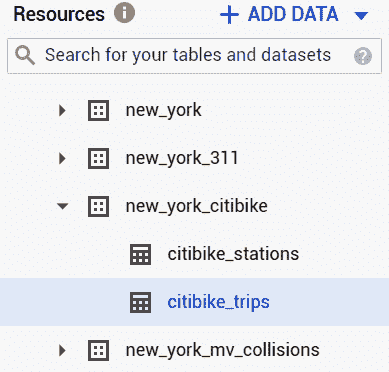 Resources + ADD DATA
Search for your tables and datasets
new_york
new_york_311
new_york_citibike
citibike_stations
citibike_trips
new_york_mv_collisions